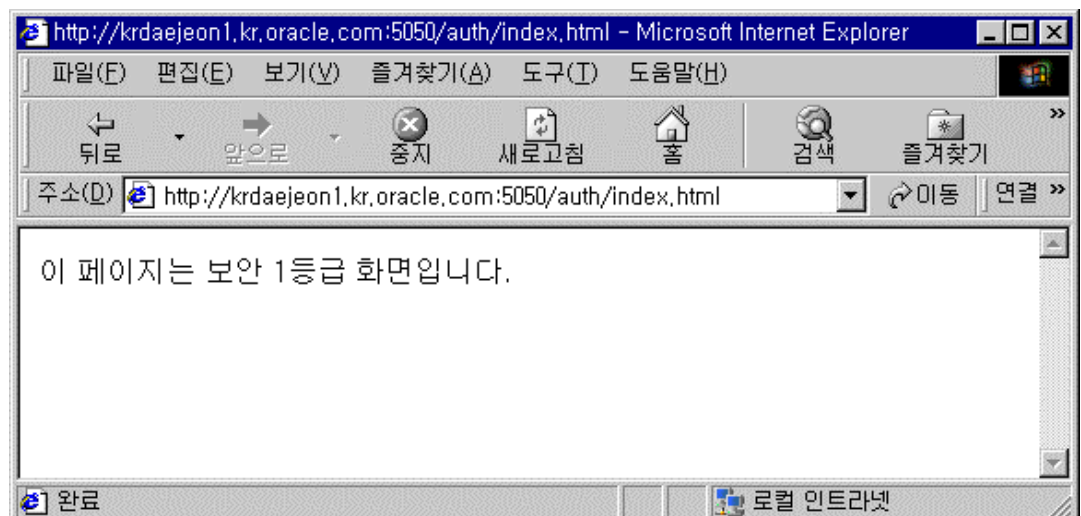 http://krdaejeon1.kr.oracle.com:5050/auth/index.html - Microsoft Internet Explorer
파일(F) 편집(E) 보기(V) 즐겨찾기(A) 도구(T) 도움말(H)
뒤로 앞으로 중지 새로고침 홈 검색 즐겨찾기 »
주소(D) http://krdaejeon1.kr.oracle.com:5050/auth/index.html 이동 연결 »
이 페이지는 보안 1등급 화면입니다.
완료 로컬 인트라넷